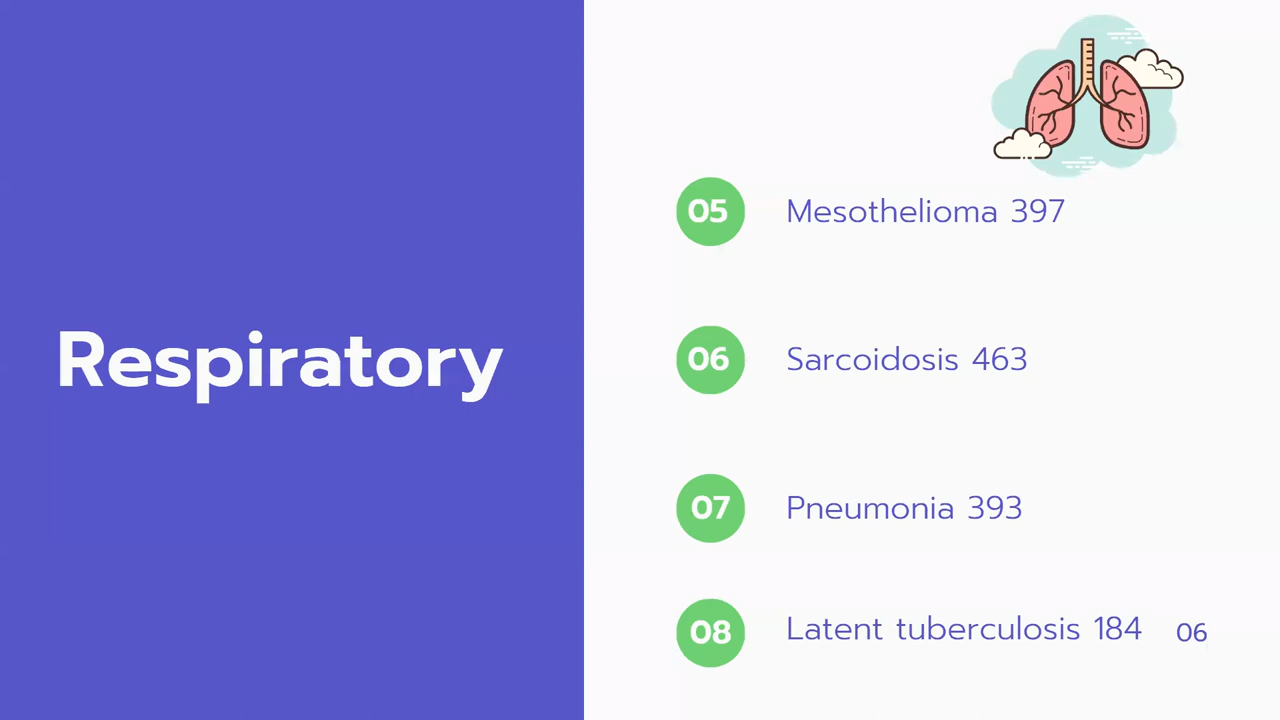 Respiratory
05 Mesothelioma 397
06 Sarcoidosis 463
07 Pneumonia 393
08 Latent tuberculosis 184
06